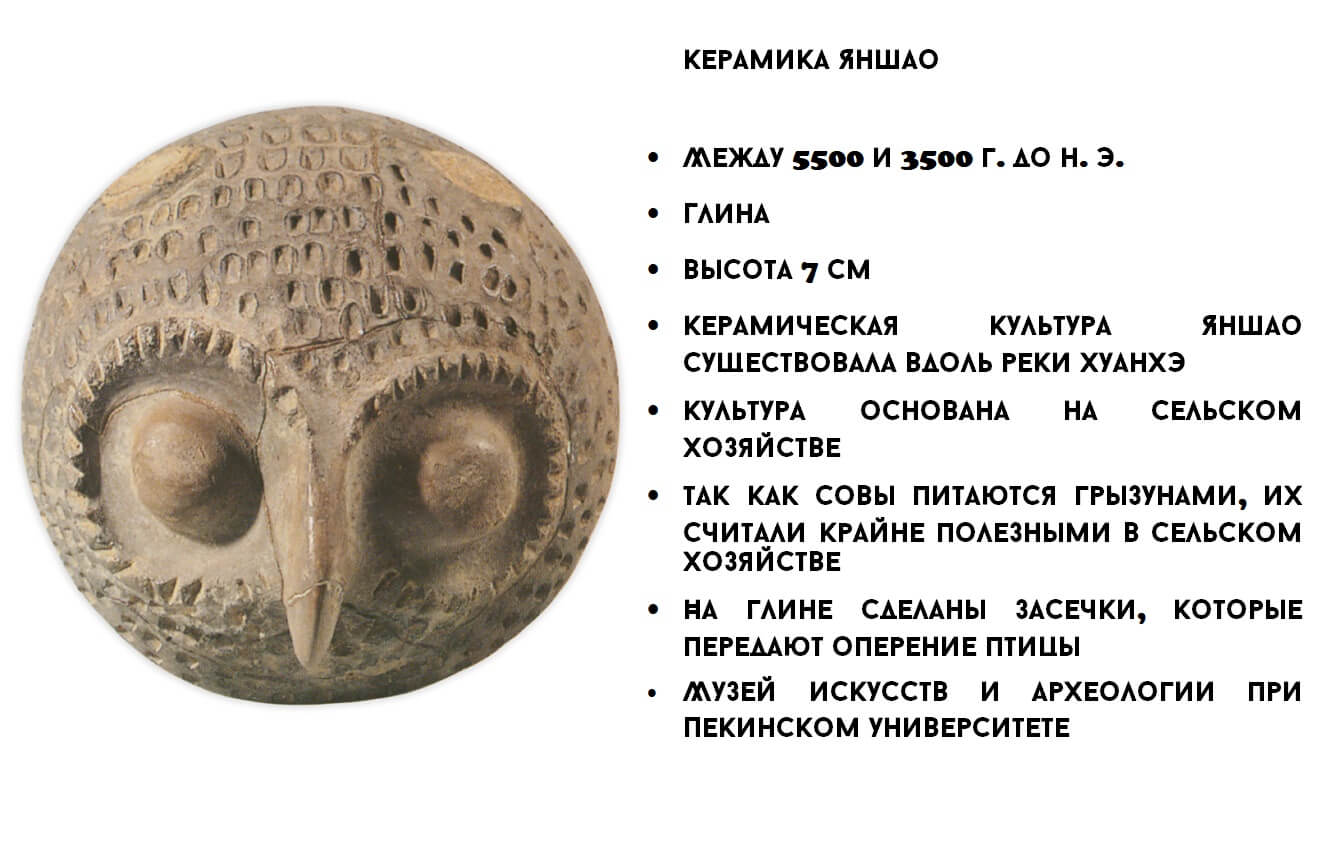 КЕРАМИКА ЯНШАО
• МЕЖДУ 5500 И 3500 Г. ДО Н. Э.
• ГЛИНА
• ВЫСОТА 7 СМ
• КЕРАМИЧЕСКАЯ КУЛЬТУРА ЯНШАО
СУЩЕСТВОВАЛА ВДОЛЬ РЕКИ ХУАНХЭ
• КУЛЬТУРА ОСНОВАНА НА СЕЛЬСКОМ
ХОЗЯЙСТВЕ
• ТАК КАК СОВЫ ПИТАЮТСЯ ГРЫЗУНАМИ, ИХ
СЧИТАЛИ КРАЙНЕ ПОЛЕЗНЫМИ В СЕЛЬСКОМ
ХОЗЯЙСТВЕ
• НА ГЛИНЕ СДЕЛАНЫ ЗАСЕЧКИ, КОТОРЫЕ
ПЕРЕДАЮТ ОПЕРЕНИЕ ПТИЦЫ
• МУЗЕЙ ИСКУССТВ И АРХЕОЛОГИИ ПРИ
ПЕКИНСКОМ УНИВЕРСИТЕТЕ